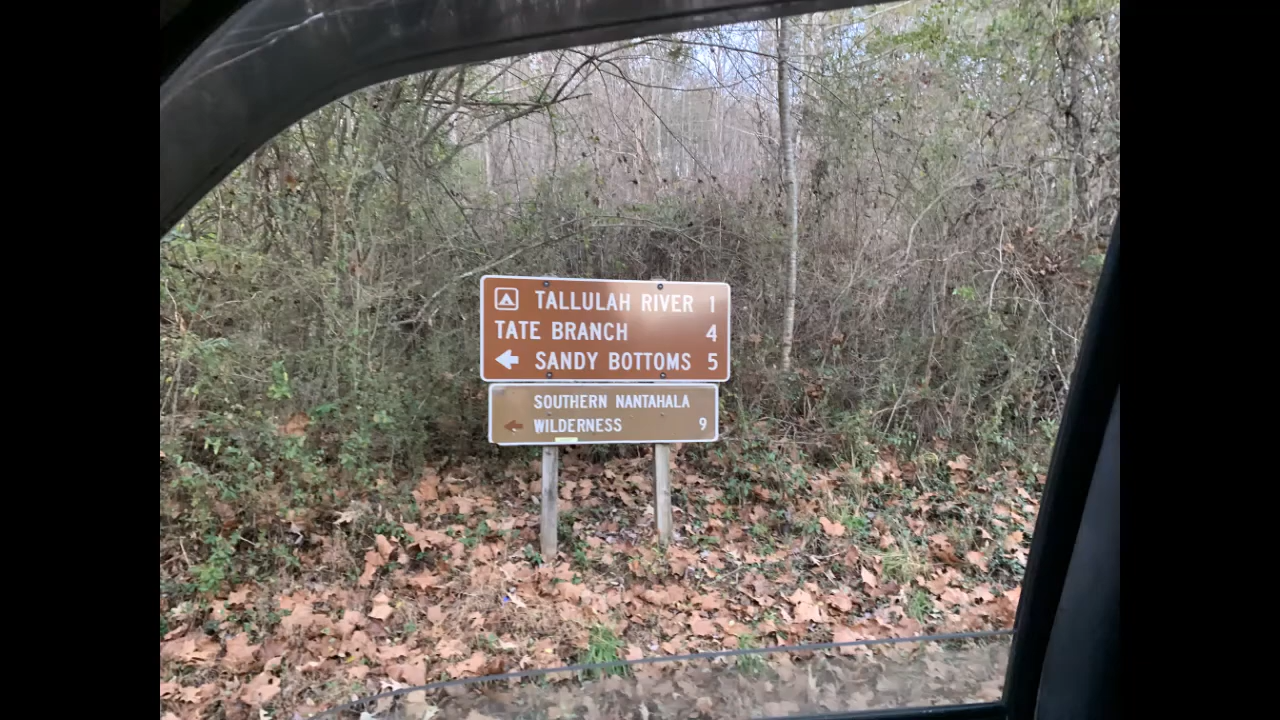 TALLULAH RIVER 1
TATE BRANCH 4
SANDY BOTTOMS 5
SOUTHERN NANTAHALA
WILDERNESS 9